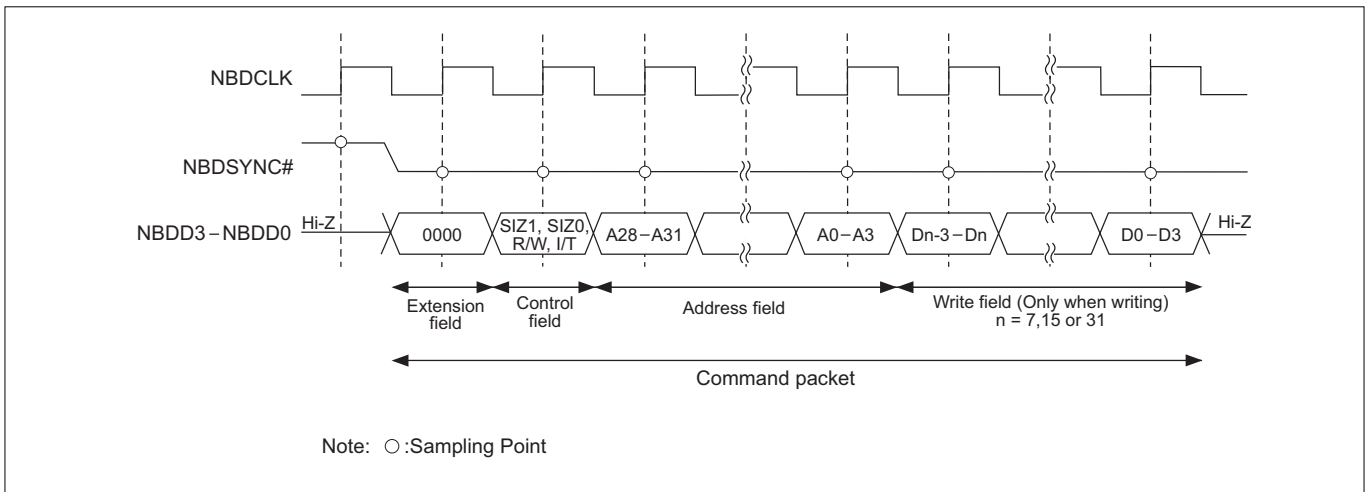 NBDCLK
NBDSYNC#
NBDD3–NBDD0
Hi-Z
0000
SIZ1, SIZ0,
R/W, I/T
A28–A31
A0–A3
Dn-3–Dn
D0–D3
Hi-Z
Extension
field
Control
field
Address field
Write field (Only when writing)
n = 7,15 or 31
Command packet
Note: ○ :Sampling Point